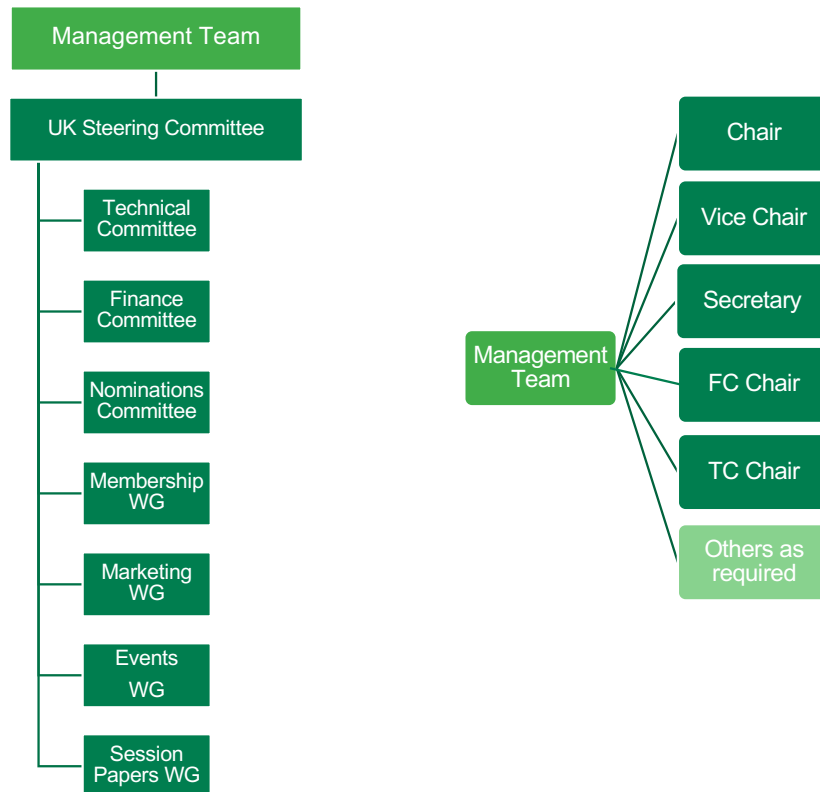 Management Team
UK Steering Committee
Technical
Committee
Finance
Committee
Nominations
Committee
Membership
WG
Marketing
WG
Events
WG
Session
Papers WG
Management
Team
Chair
Vice Chair
Secretary
FC Chair
TC Chair
Others as
required